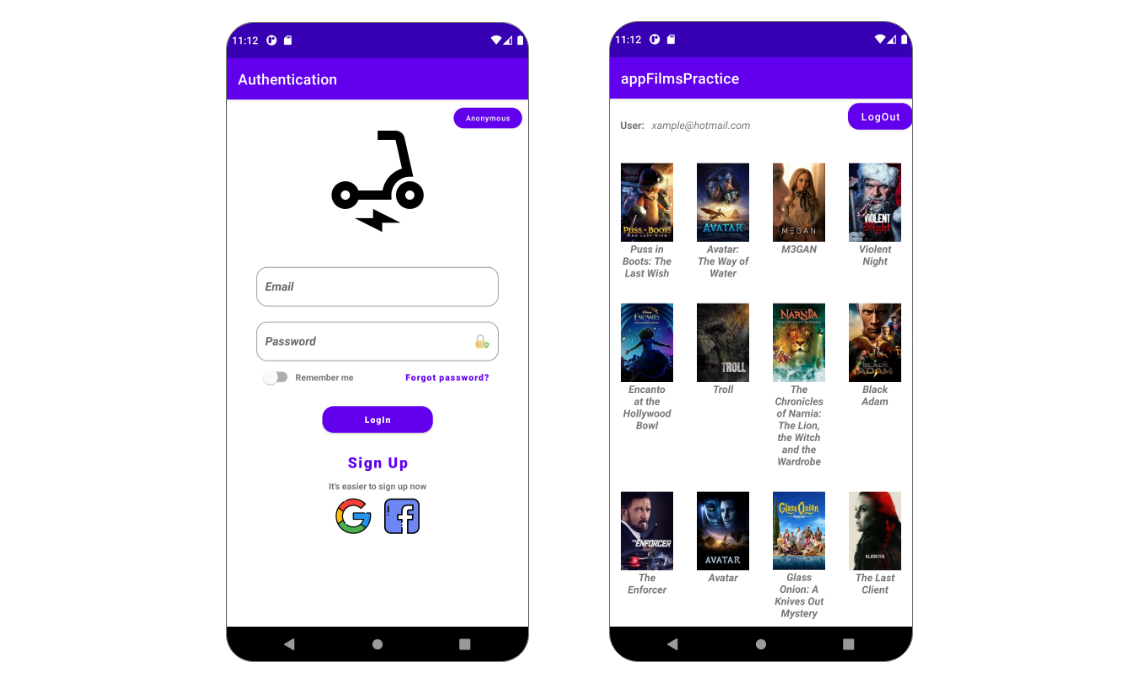 11:12
Authentication
Anonymous
Email
Password
Remember me
Forgot password?
LogIn
Sign Up
It's easier to sign up now
11:12
appFilmsPractice
LogOut
User: xample@hotmail.com
PUSS IN BOOTS
THE LAST WISH
AVATAR
M3GAN
VIOLENT
Night
Puss in
Boots: The
Last Wish
Avatar:
The Way of
Water
M3GAN
Violent
Night
ENCANTO
TROLL
NARNIA
BLACK
ADAM
Encanto
at the
Hollywood
Bowl
Troll
The
Chronicles
of Narnia:
The Lion,
the Witch
and the
Wardrobe
Black
Adam
THE ENFORCER
AVATAR
Glass Onion
The
Enforcer
Avatar
Glass
Onion: A
Knives Out
Mystery
The Last
Client